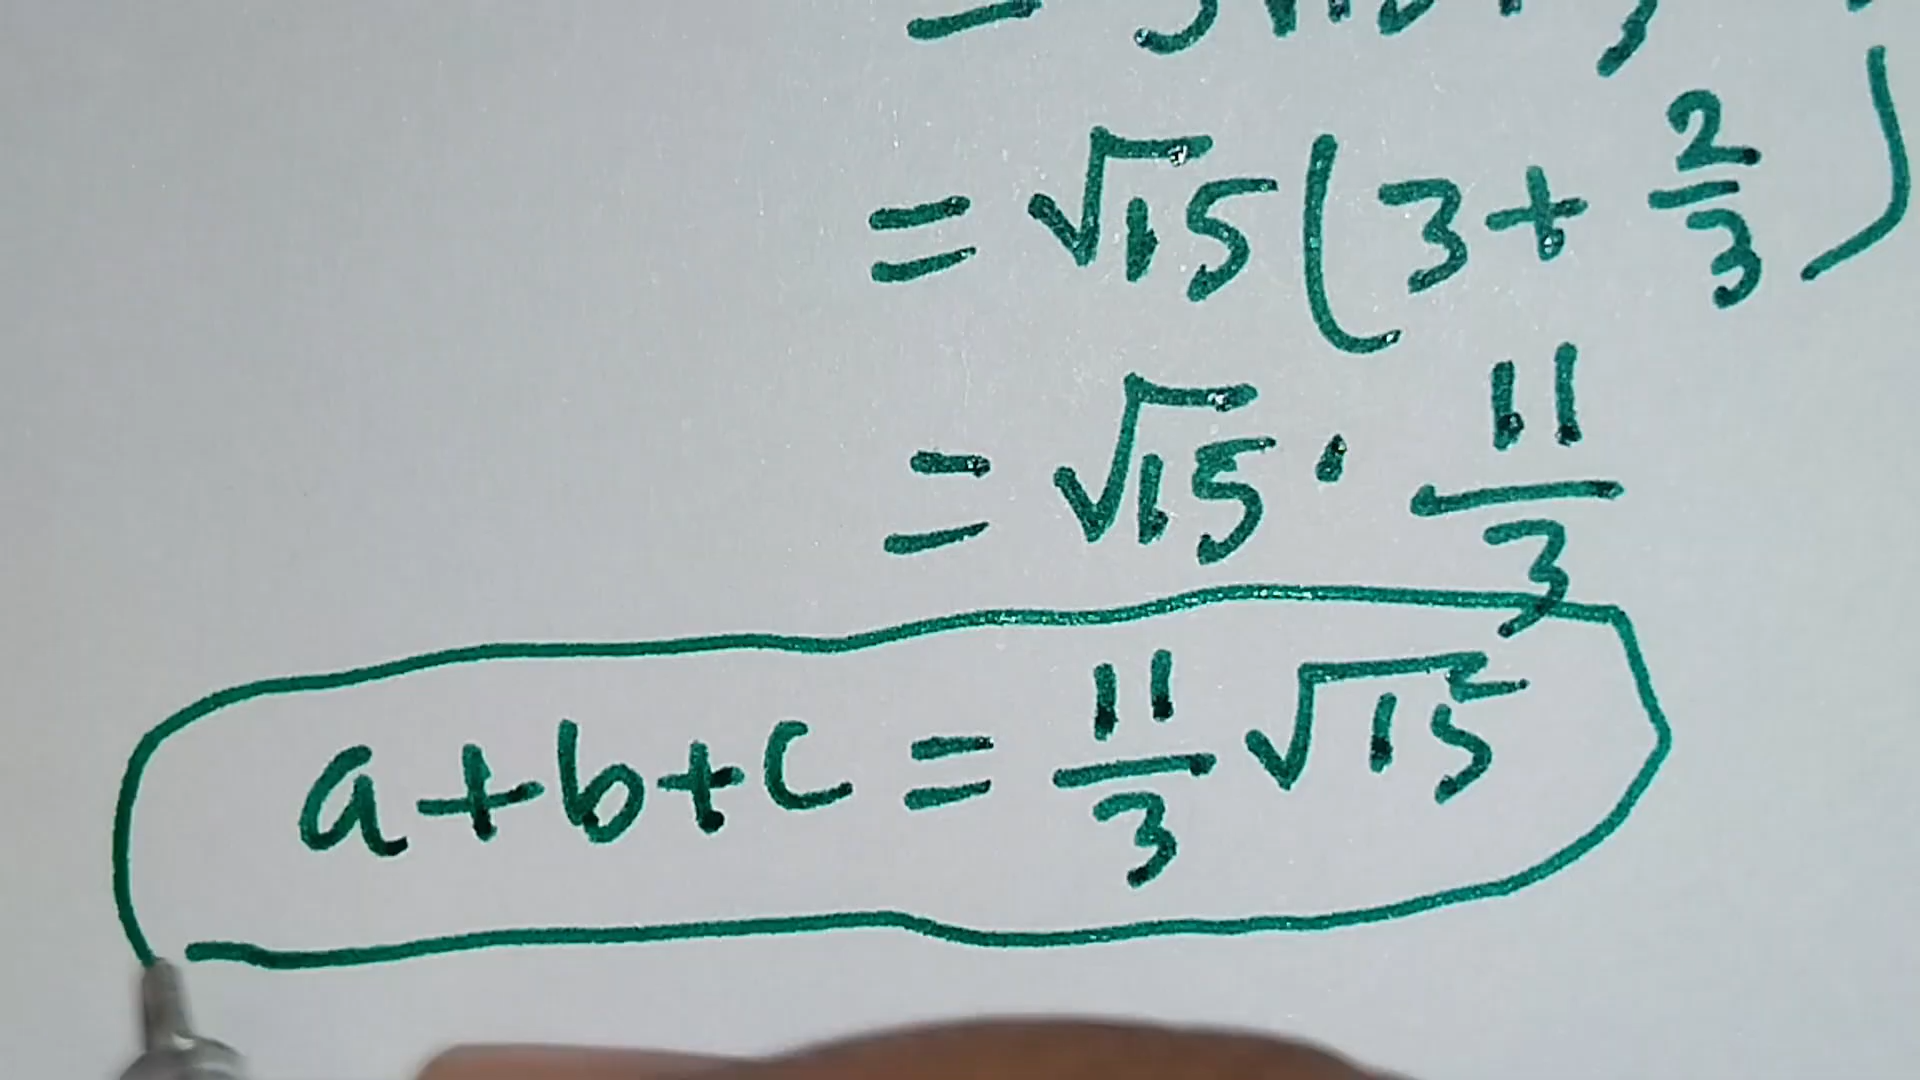 = √15 (3 + 2/3)
= √15 · 11/3
a+b+c = 11/3 √15